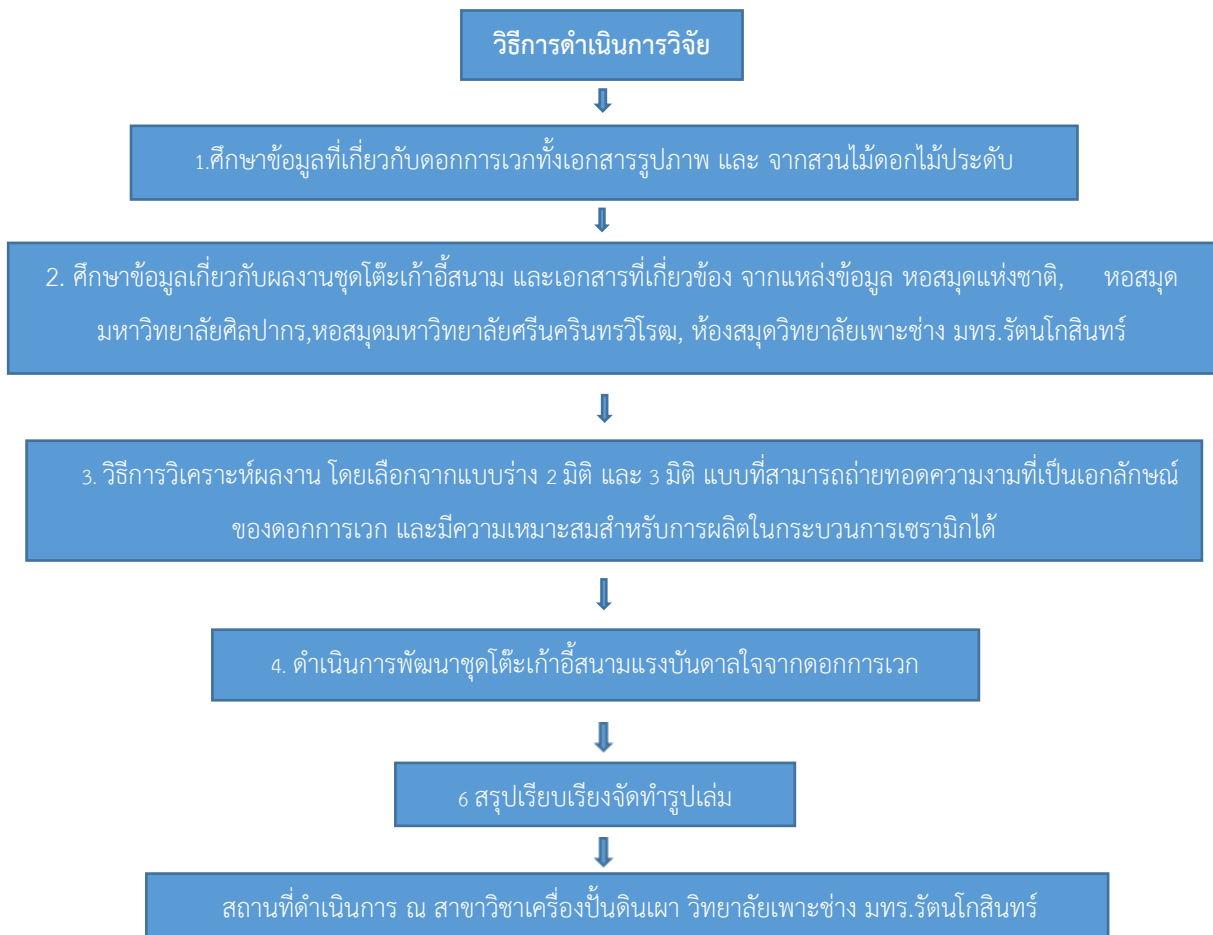 วิธีการดำเนินการวิจัย
1.ศึกษาข้อมูลที่เกี่ยวกับดอกการเวกทั้งเอกสารรูปภาพ และ จากสวนไม้ดอกไม้ประดับ
2. ศึกษาข้อมูลเกี่ยวกับผลงานชุดโต๊ะเก้าอี้สนาม และเอกสารที่เกี่ยวข้อง จากแหล่งข้อมูล หอสมุดแห่งชาติ, หอสมุด
มหาวิทยาลัยศิลปากร,หอสมุดมหาวิทยาลัยศรีนครินทรวิโรฒ, ห้องสมุดวิทยาลัยเพาะช่าง มทร.รัตนโกสินทร์
3. วิธีการวิเคราะห์ผลงาน โดยเลือกจากแบบร่าง 2 มิติ และ 3 มิติ แบบที่สามารถถ่ายทอดความงามที่เป็นเอกลักษณ์
ของดอกการเวก และมีความเหมาะสมสำหรับการผลิตในกระบวนการเซรามิกได้
4. ดำเนินการพัฒนาชุดโต๊ะเก้าอี้สนามแรงบันดาลใจจากดอกการเวก
6 สรุปเรียบเรียงจัดทำรูปเล่ม
สถานที่ดำเนินการ ณ สาขาวิชาเครื่องปั้นดินเผา วิทยาลัยเพาะช่าง มทร.รัตนโกสินทร์